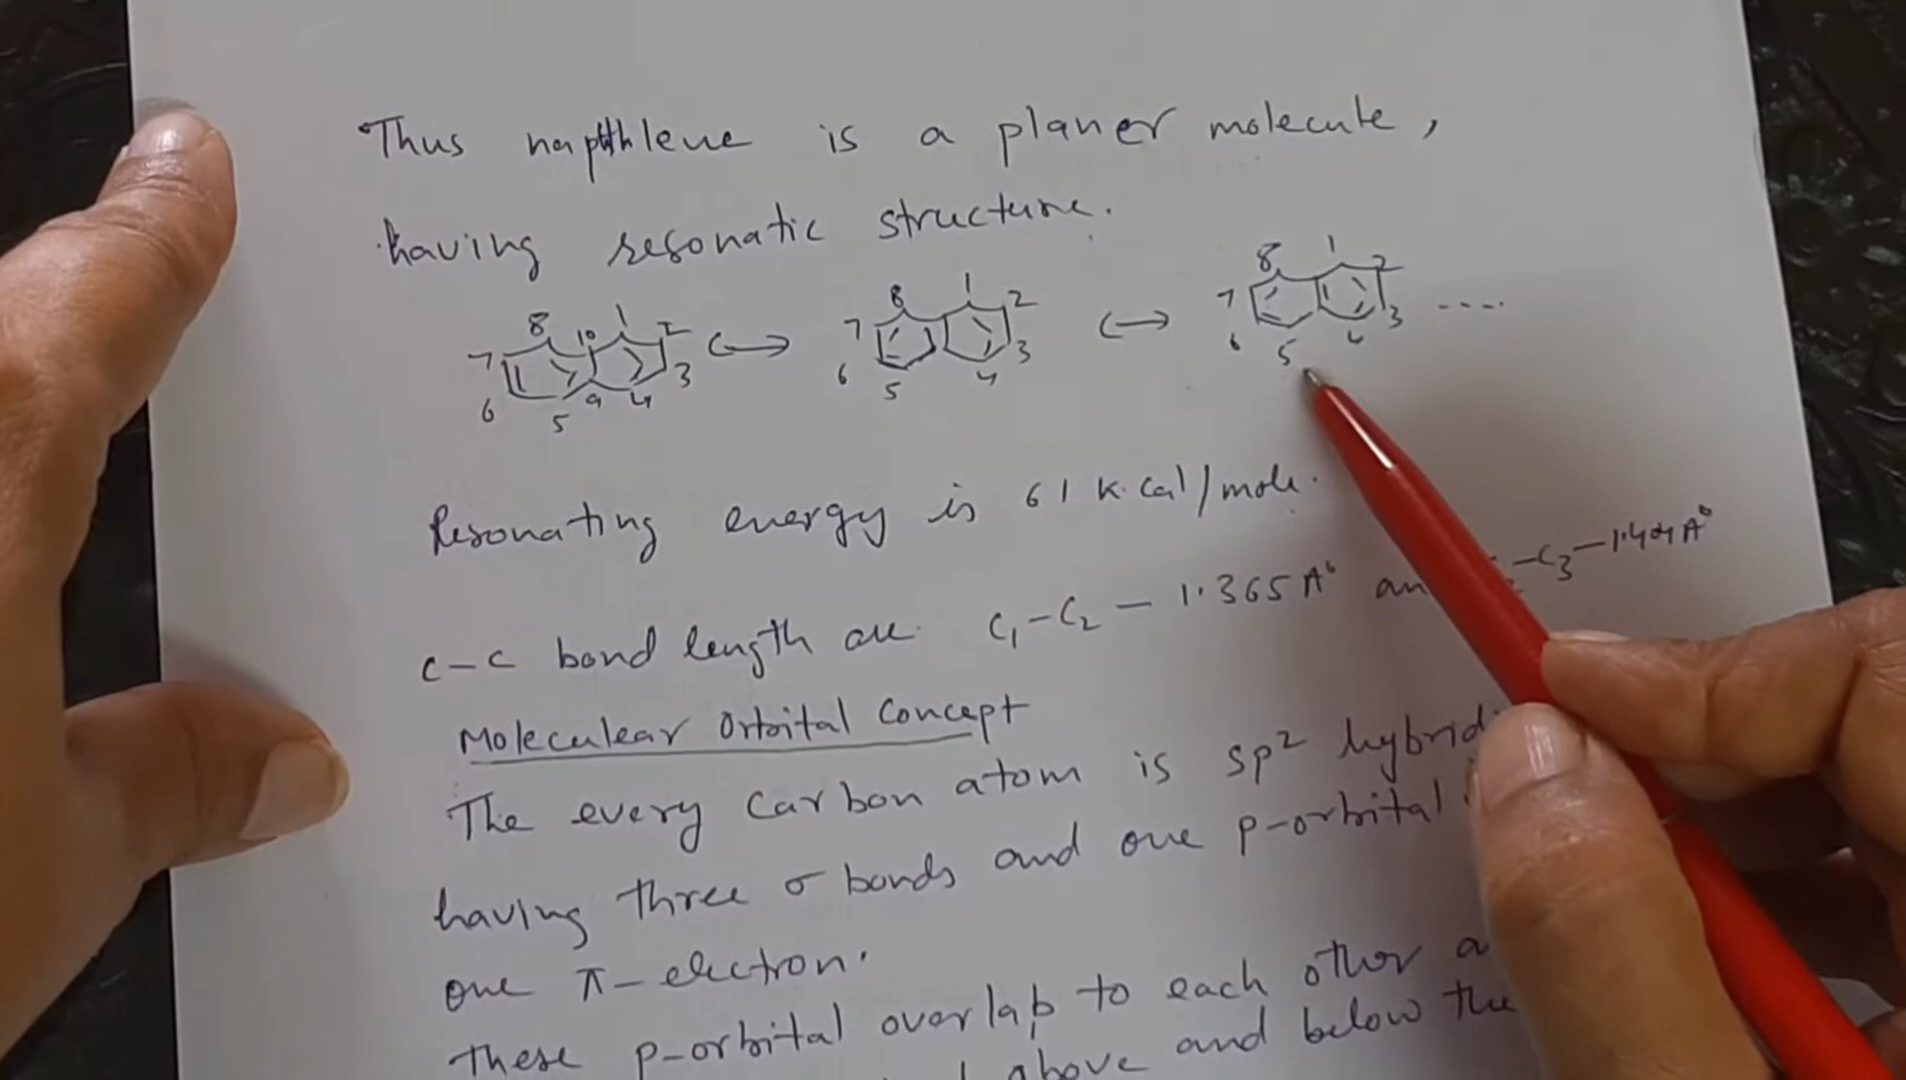 Thus napthlene is a planer molecule,
having resonatic structure.
8 10 1 2 7 3 6 5 9 4 ↔ 8 1 2 7 3 6 5 4 ↔ 8 1 2 7 3 6 5 4 ----.
Resonating energy is 61 K.Cal/mole.
C-C bond length are C₁-C₂ - 1.365 A° an -C₃ - 1.404 A°
Moleculear Orbital Concept
The every carbon atom is sp² hybridi
having three σ bonds and one p-orbital
one π-electron.
These p-orbital overlap to each other a
above and below the